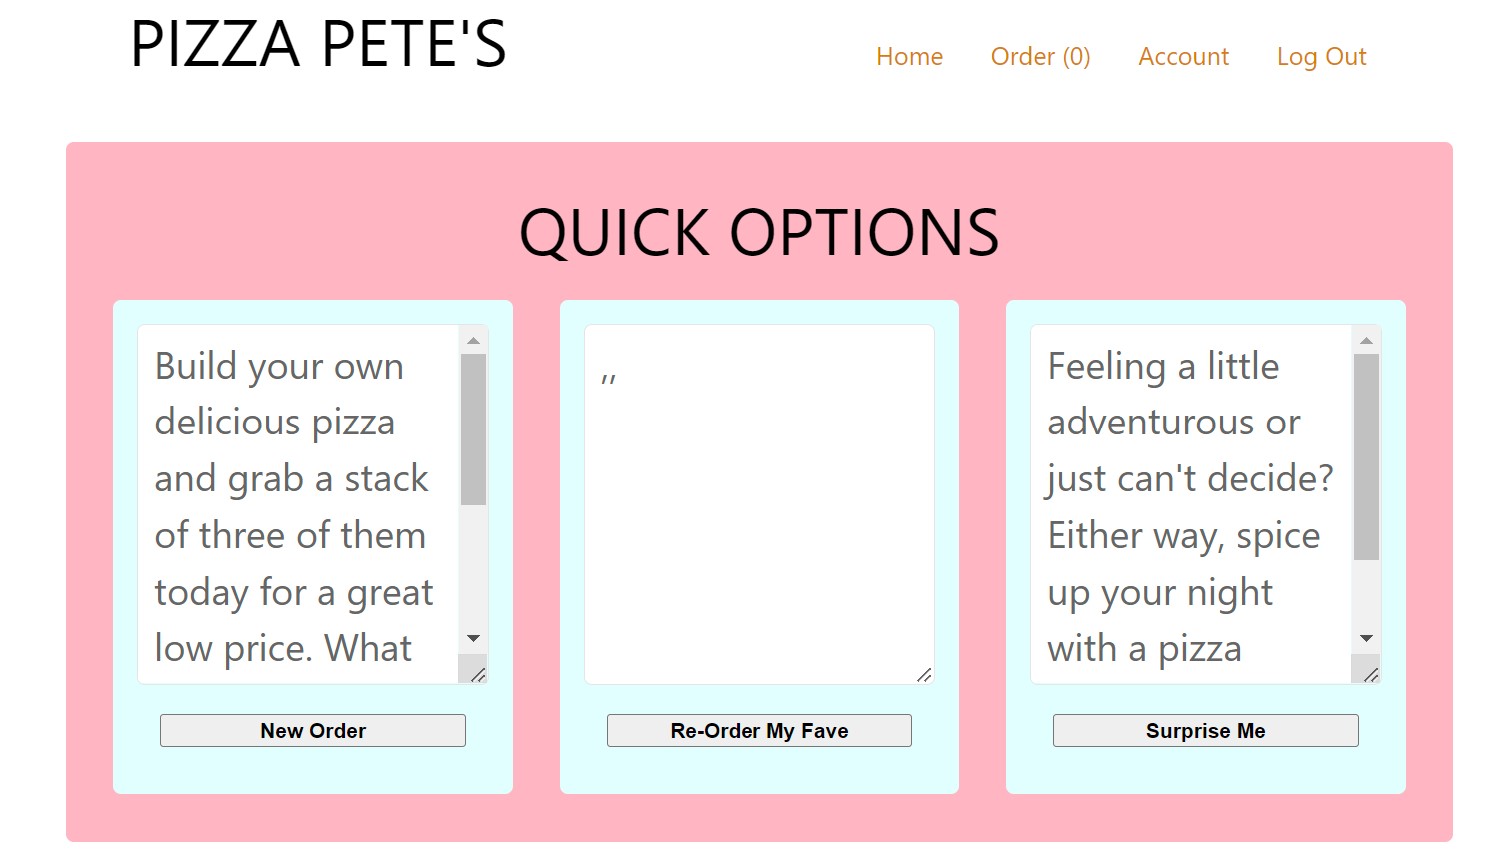 PIZZA PETE'S
Home Order (0) Account Log Out
QUICK OPTIONS
Build your own
delicious pizza
and grab a stack
of three of them
today for a great
low price. What
New Order
,,
Re-Order My Fave
Feeling a little
adventurous or
just can't decide?
Either way, spice
up your night
with a pizza
Surprise Me